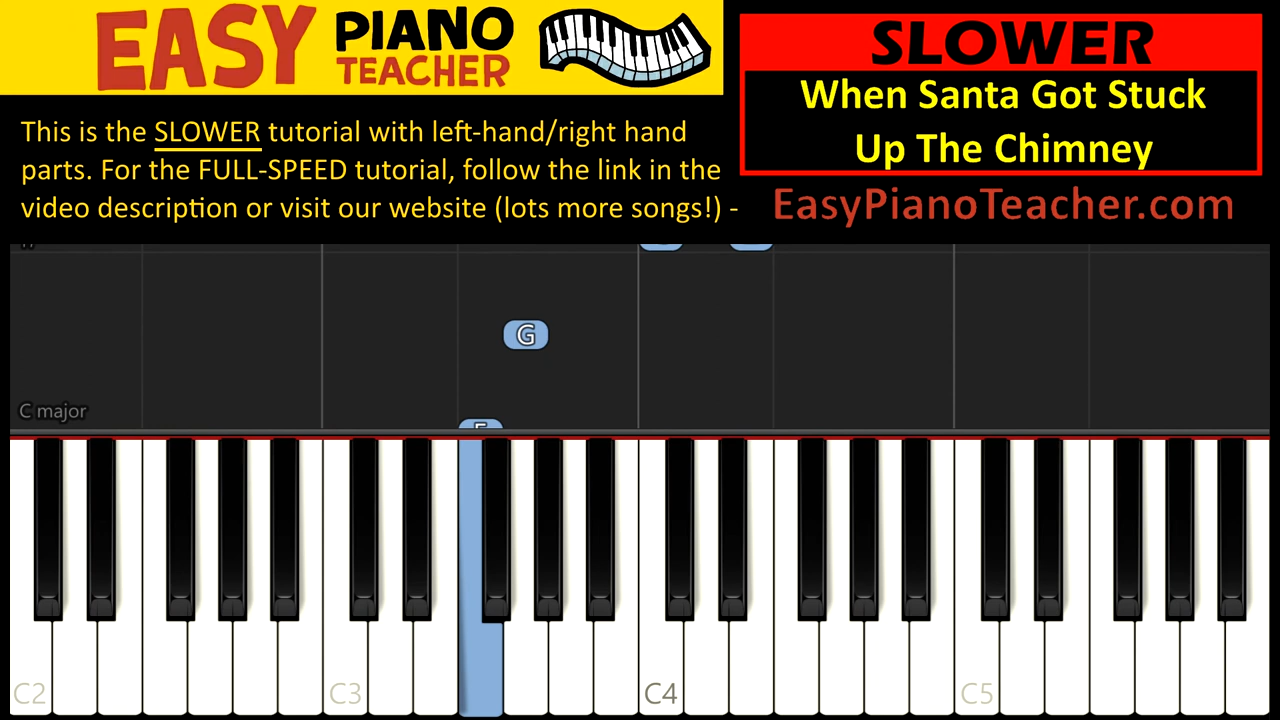 EASY PIANO TEACHER
SLOWER
When Santa Got Stuck
Up The Chimney
This is the SLOWER tutorial with left-hand/right hand
parts. For the FULL-SPEED tutorial, follow the link in the
video description or visit our website (lots more songs!) -
EasyPianoTeacher.com
G
C major
C2
C3
C4
C5